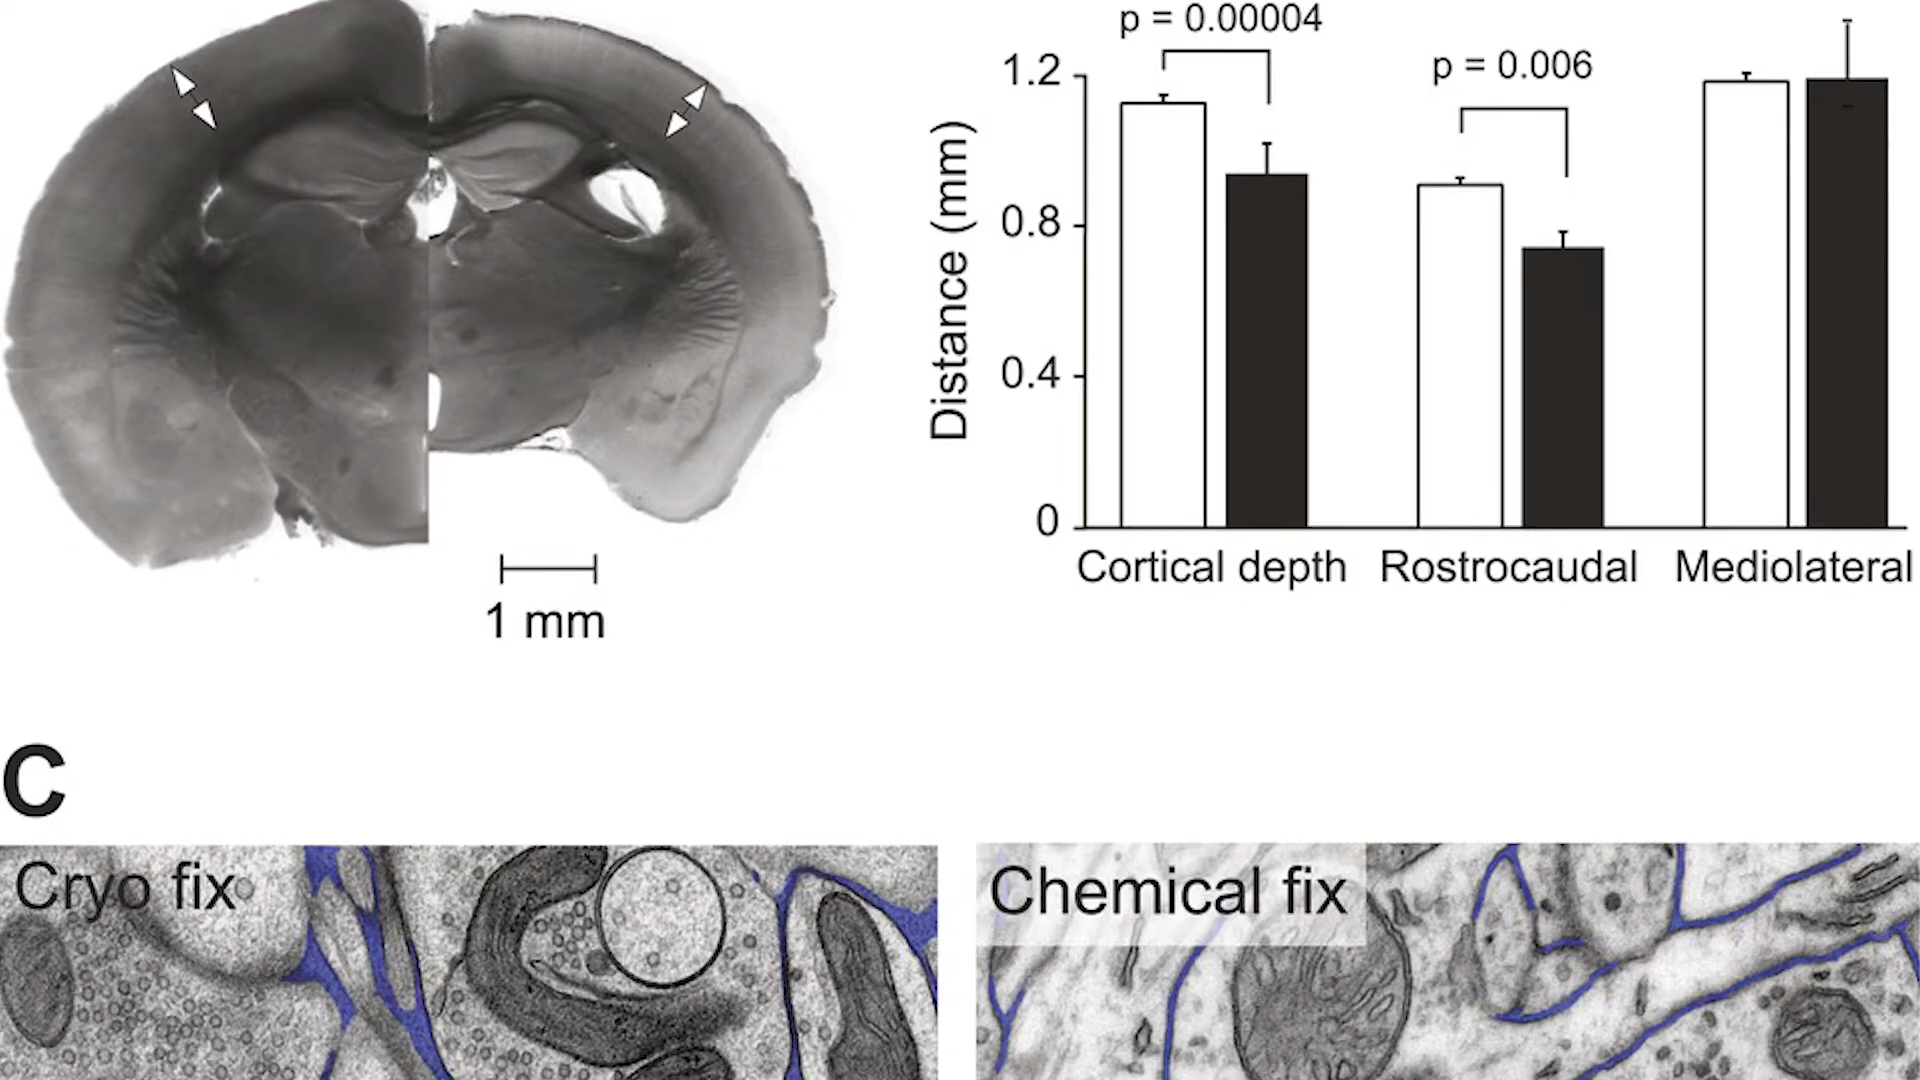 p = 0.00004
p = 0.006
1.2
0.8
0.4
0
Distance (mm)
Cortical depth Rostrocaudal Mediolateral
1 mm
C
Cryo fix
Chemical fix